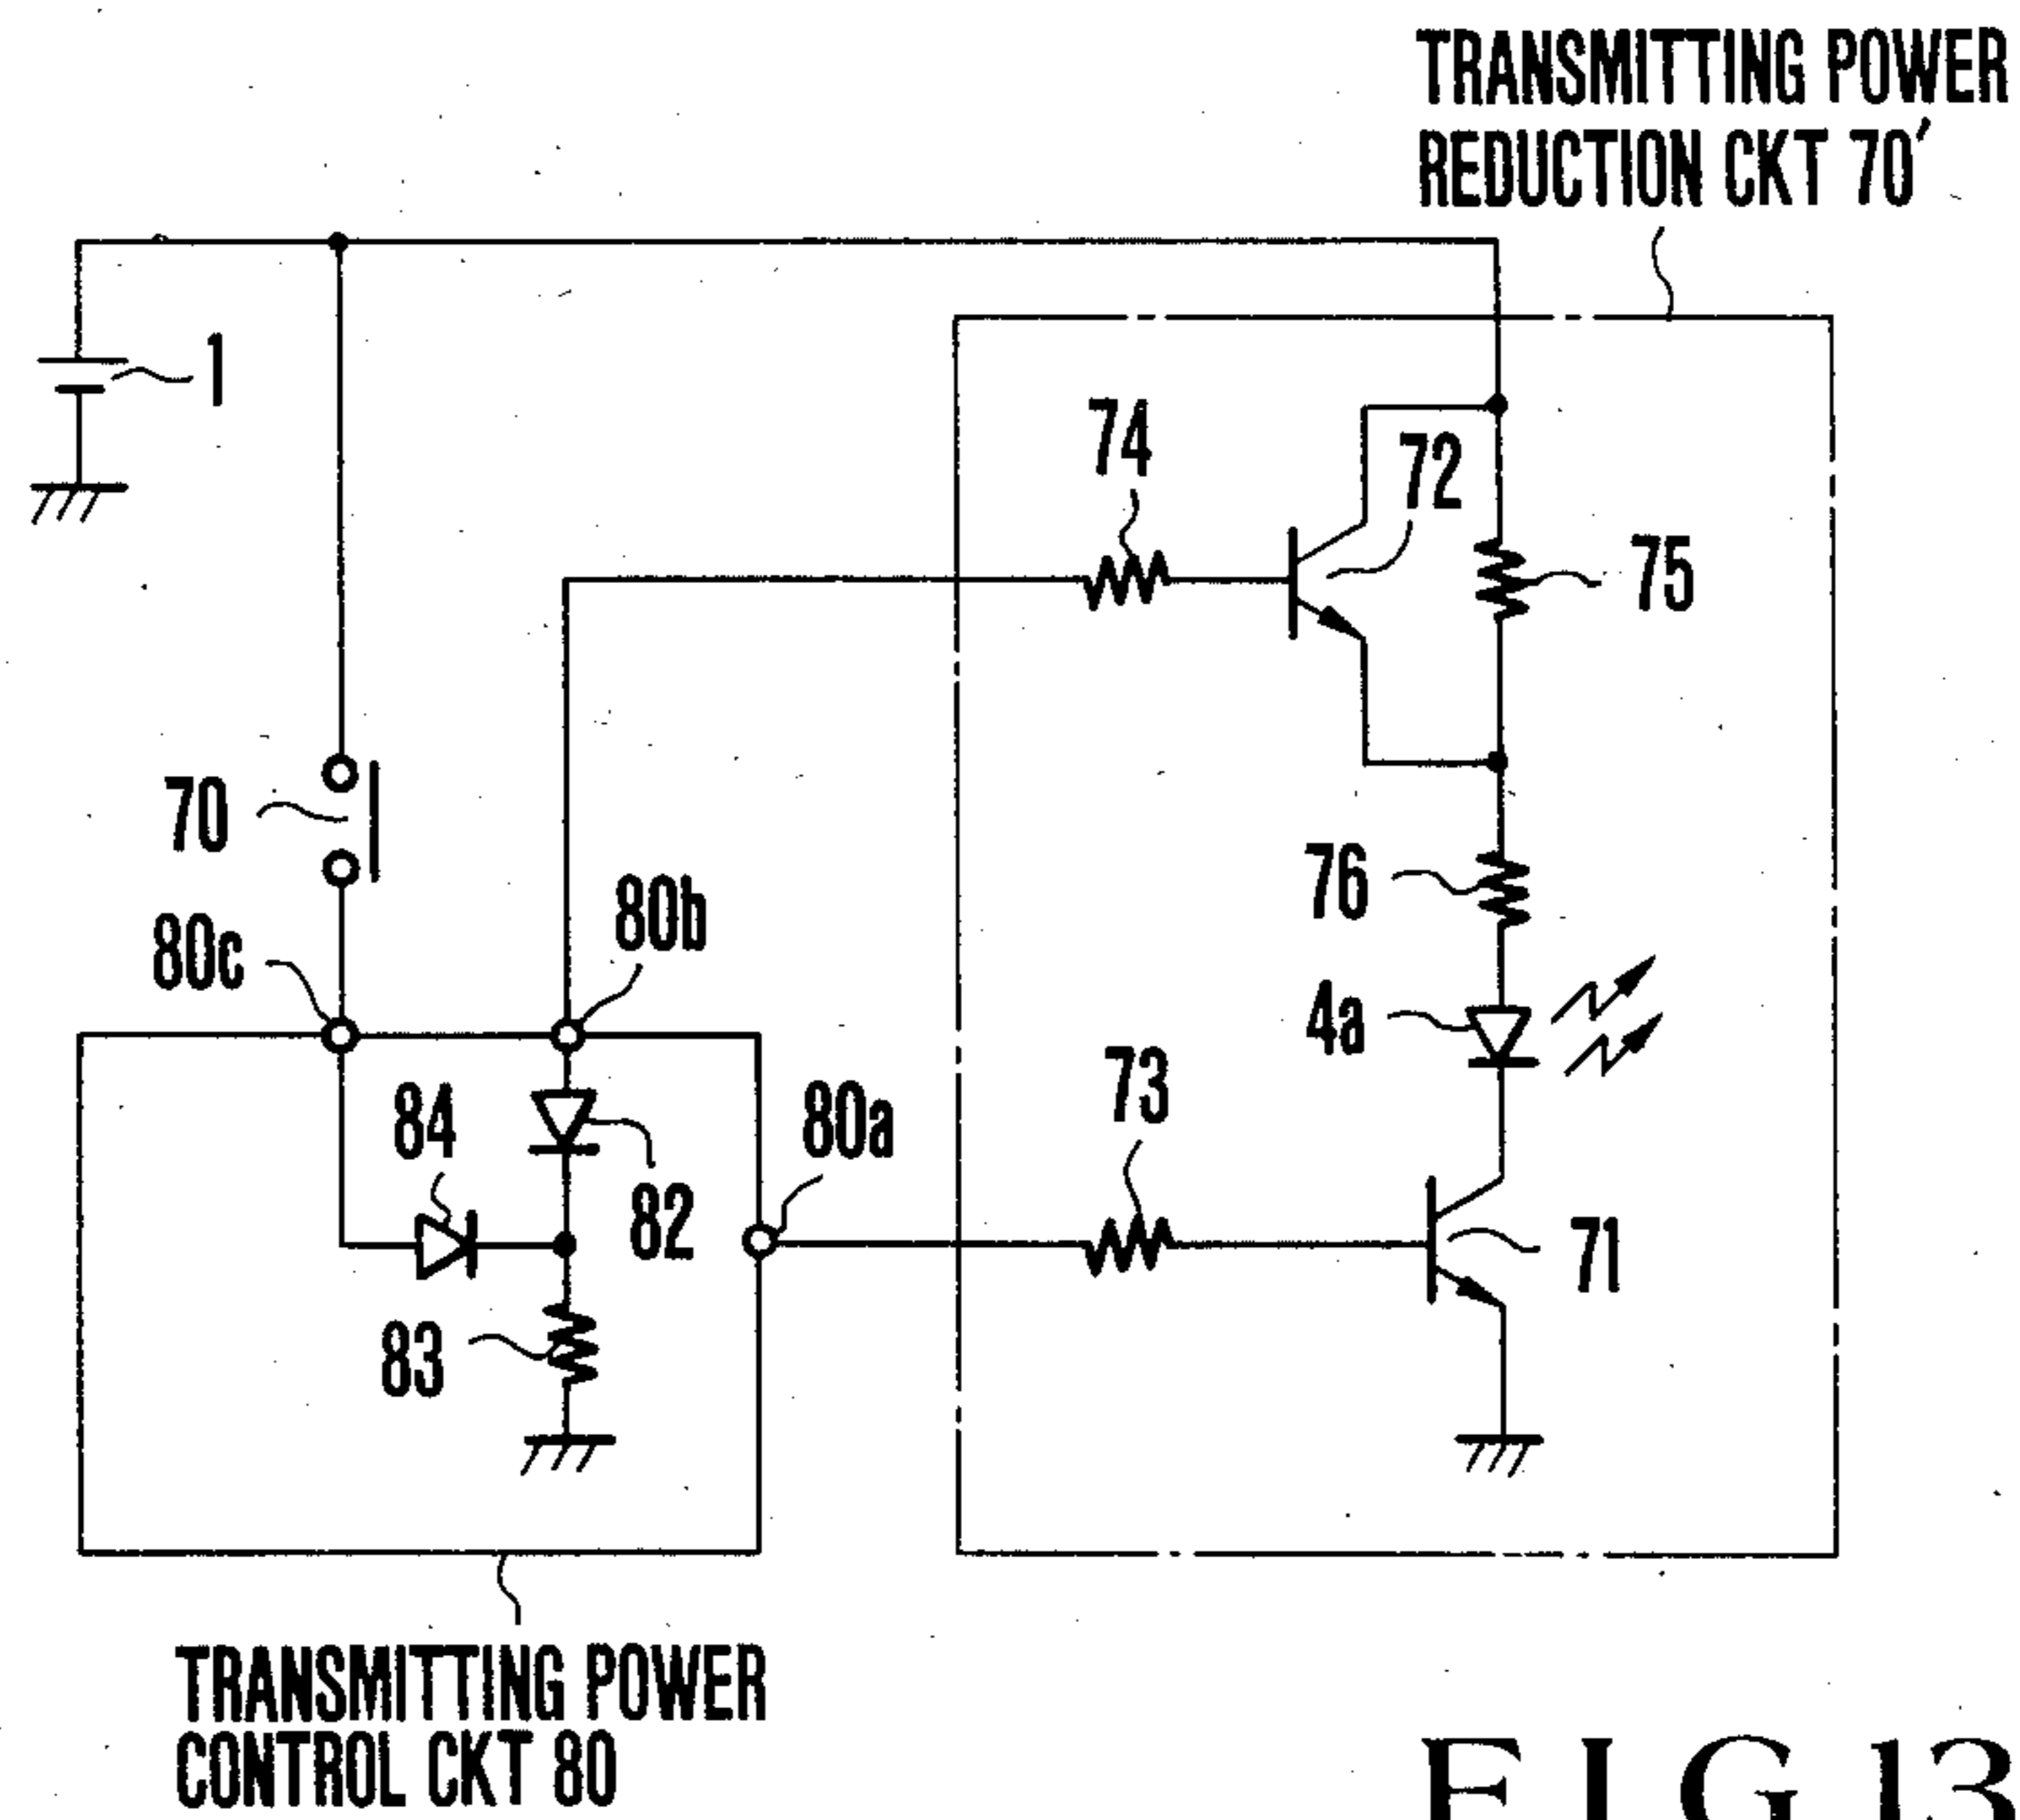 TRANSMITTING POWER
REDUCTION CKT 70'
1
74
72
75
70
76
80c
80b
4a
84
82
80a
73
71
83
TRANSMITTING POWER
CONTROL CKT 80
FIG.13